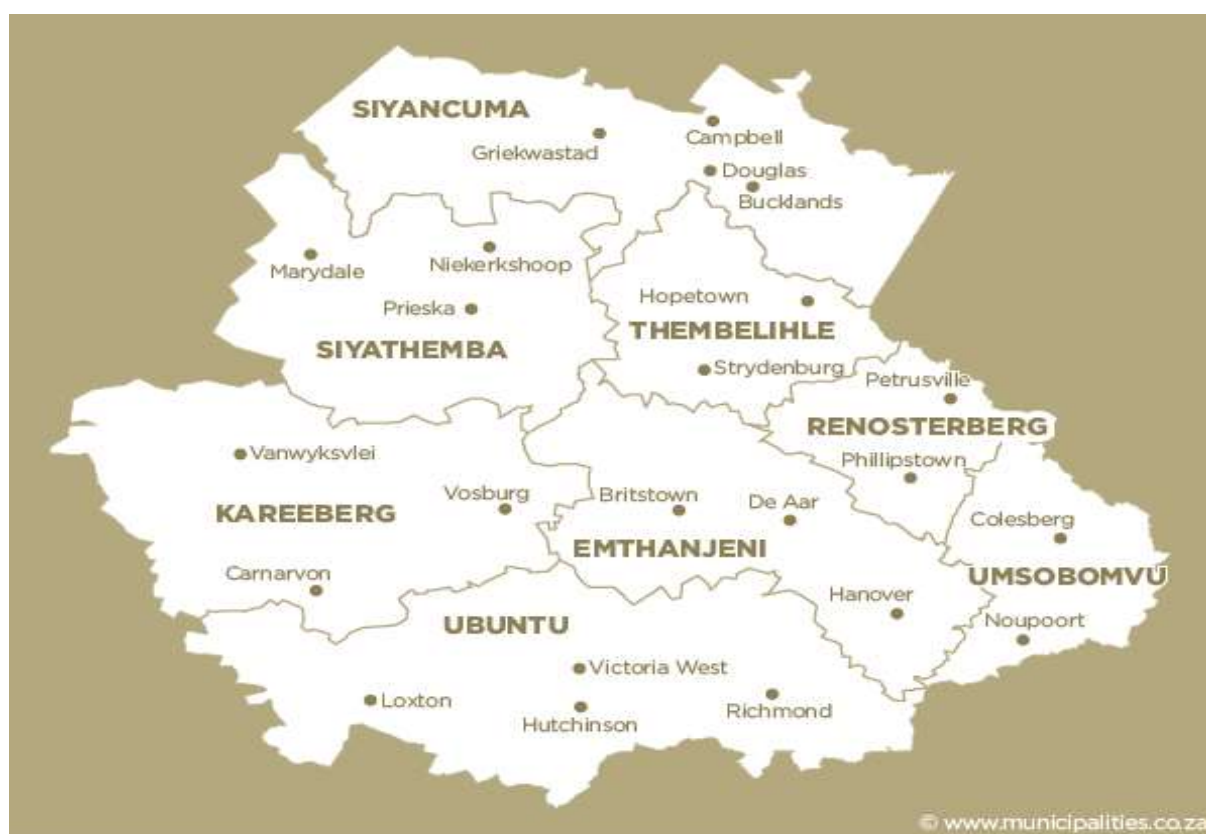 SIYANCUMA
Griekwastad
Campbell
Douglas
Bucklands
Marydale
Niekerkshoop
Prieska
SIYATHEMBA
Hopetown
THEMBELIHLE
Strydenburg
Petrusville
RENOSTERBERG
Phillipstown
Vanwyksvlei
Vosburg
KAREEBERG
Carnarvon
Britstown
De Aar
EMTHANJENI
Hanover
Colesberg
UMSOBOMVU
Noupoort
UBUNTU
Victoria West
Loxton
Hutchinson
Richmond
© www.municipalities.co.za